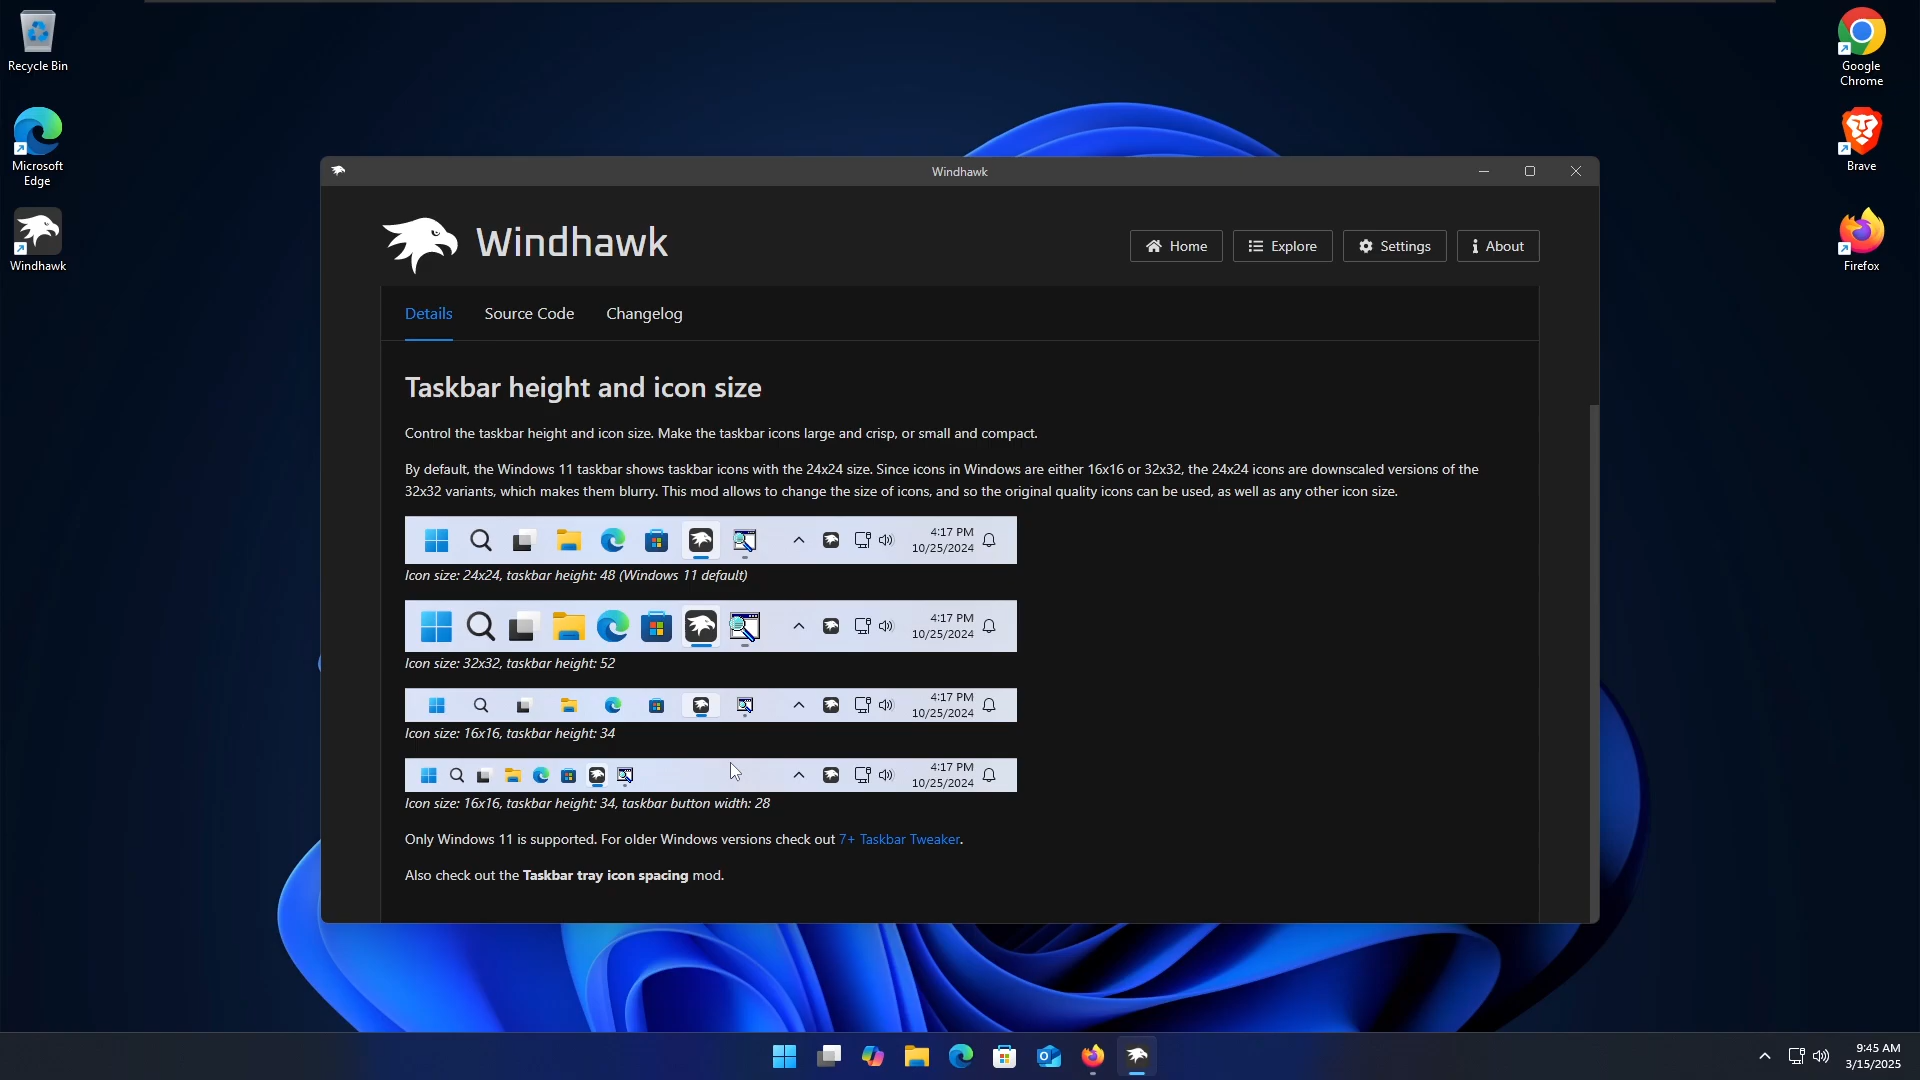 Recycle Bin
Microsoft
Edge
Windhawk
Google
Chrome
Brave
Firefox
Windhawk
Windhawk
Home
Explore
Settings
About
Details
Source Code
Changelog
Taskbar height and icon size
Control the taskbar height and icon size. Make the taskbar icons large and crisp, or small and compact.
By default, the Windows 11 taskbar shows taskbar icons with the 24x24 size. Since icons in Windows are either 16x16 or 32x32, the 24x24 icons are downscaled versions of the
32x32 variants, which makes them blurry. This mod allows to change the size of icons, and so the original quality icons can be used, as well as any other icon size.
4:17 PM
10/25/2024
Icon size: 24x24, taskbar height: 48 (Windows 11 default)
4:17 PM
10/25/2024
Icon size: 32x32, taskbar height: 52
4:17 PM
10/25/2024
Icon size: 16x16, taskbar height: 34
4:17 PM
10/25/2024
Icon size: 16x16, taskbar height: 34, taskbar button width: 28
Only Windows 11 is supported. For older Windows versions check out 7+ Taskbar Tweaker.
Also check out the Taskbar tray icon spacing mod.
9:45 AM
3/15/2025